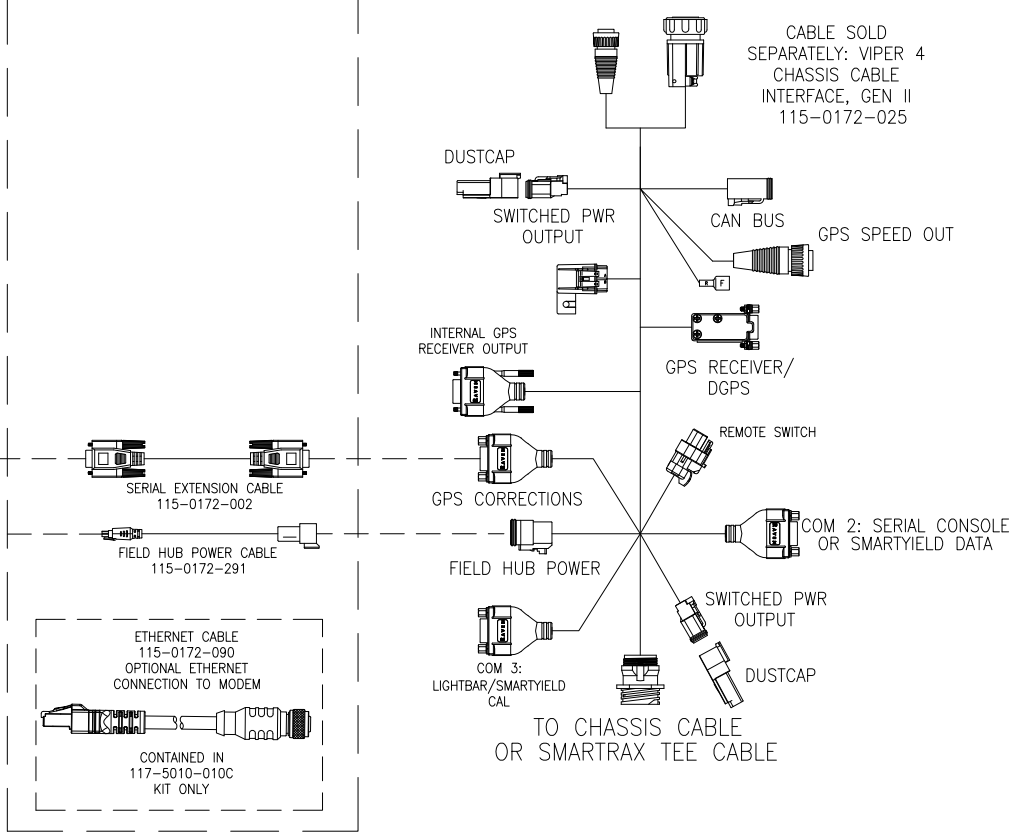 CABLE SOLD
SEPARATELY: VIPER 4
CHASSIS CABLE
INTERFACE, GEN II
115-0172-025
DUSTCAP
SWITCHED PWR
OUTPUT
CAN BUS
GPS SPEED OUT
R F
INTERNAL GPS
RECEIVER OUTPUT
GPS RECEIVER/
DGPS
RAVEN
REMOTE SWITCH
RAVEN
GPS CORRECTIONS
SERIAL EXTENSION CABLE
115-0172-002
RAVEN
COM 2: SERIAL CONSOLE
OR SMARTYIELD DATA
FIELD HUB POWER CABLE
115-0172-291
FIELD HUB POWER
SWITCHED PWR
OUTPUT
RAVEN
COM 3:
LIGHTBAR/SMARTYIELD
CAL
DUSTCAP
ETHERNET CABLE
115-0172-090
OPTIONAL ETHERNET
CONNECTION TO MODEM
CONTAINED IN
117-5010-010C
KIT ONLY
TO CHASSIS CABLE
OR SMARTRAX TEE CABLE